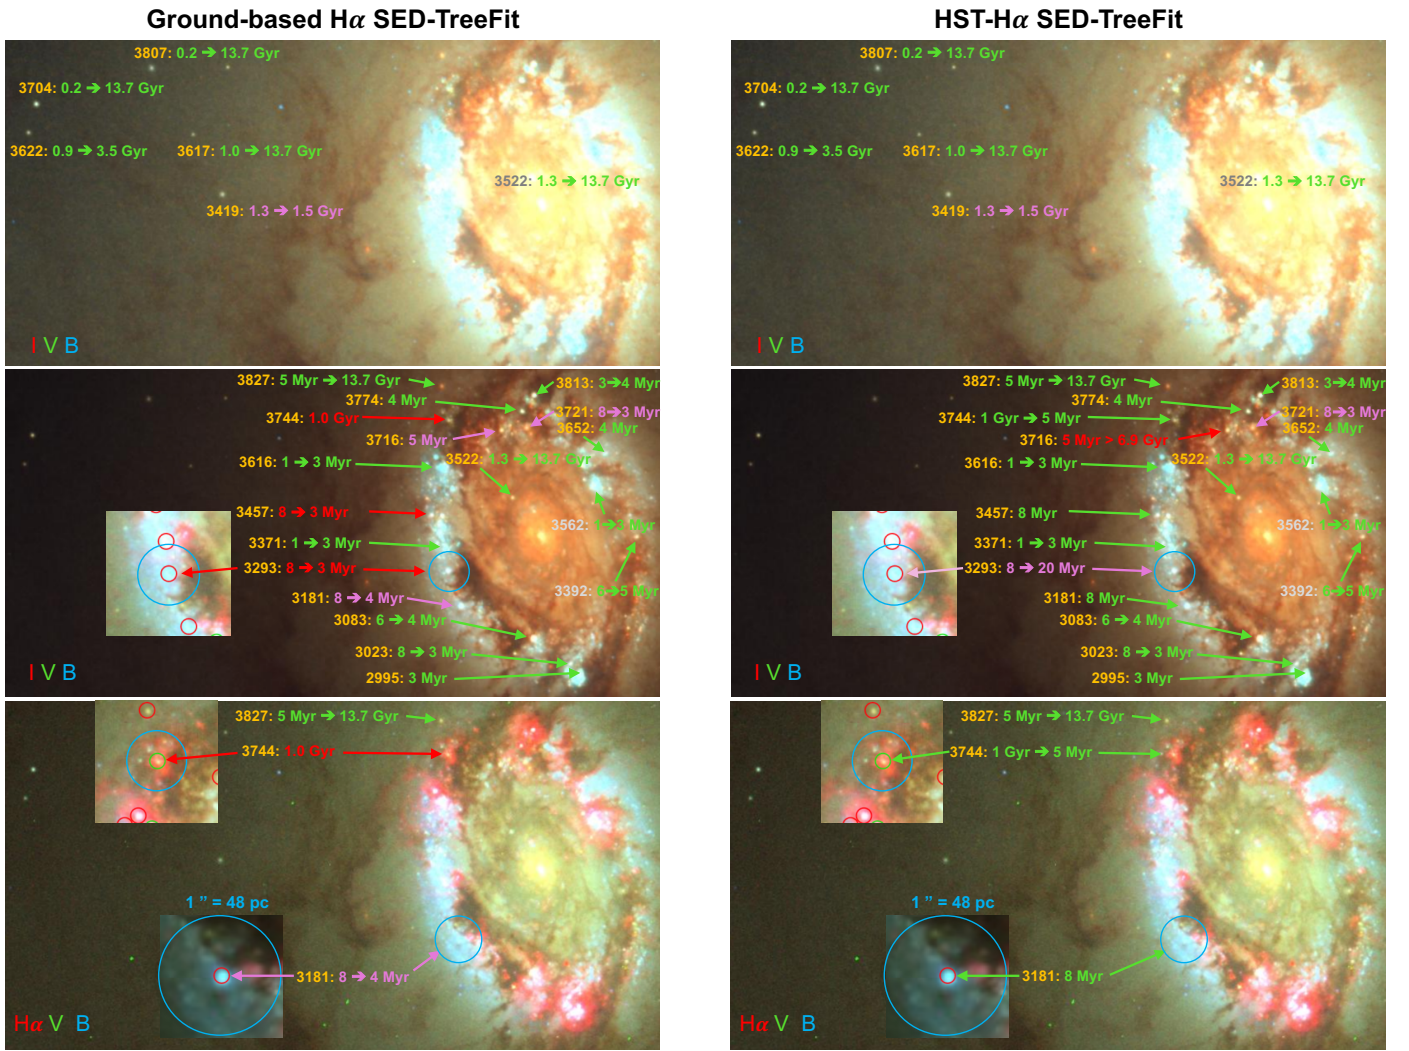 Ground-based Hα SED-TreeFit
3807: 0.2 ➔ 13.7 Gyr
3704: 0.2 ➔ 13.7 Gyr
3622: 0.9 ➔ 3.5 Gyr
3617: 1.0 ➔ 13.7 Gyr
3522: 1.3 ➔ 13.7 Gyr
3419: 1.3 ➔ 1.5 Gyr
I V B
3827: 5 Myr ➔ 13.7 Gyr
3813: 3➔4 Myr
3774: 4 Myr
3721: 8➔3 Myr
3744: 1.0 Gyr
3652: 4 Myr
3716: 5 Myr
3522: 1.3 ➔ 13.7 Gyr
3616: 1 ➔ 3 Myr
3457: 8 ➔ 3 Myr
3562: 1➔3 Myr
3371: 1 ➔ 3 Myr
3293: 8 ➔ 3 Myr
3392: 6➔5 Myr
3181: 8 ➔ 4 Myr
3083: 6 ➔ 4 Myr
3023: 8 ➔ 3 Myr
2995: 3 Myr
I V B
3827: 5 Myr ➔ 13.7 Gyr
3744: 1.0 Gyr
1 ” = 48 pc
3181: 8 ➔ 4 Myr
Hα V B
HST-Hα SED-TreeFit
3807: 0.2 ➔ 13.7 Gyr
3704: 0.2 ➔ 13.7 Gyr
3622: 0.9 ➔ 3.5 Gyr
3617: 1.0 ➔ 13.7 Gyr
3522: 1.3 ➔ 13.7 Gyr
3419: 1.3 ➔ 1.5 Gyr
I V B
3827: 5 Myr ➔ 13.7 Gyr
3813: 3➔4 Myr
3774: 4 Myr
3721: 8➔3 Myr
3744: 1 Gyr ➔ 5 Myr
3652: 4 Myr
3716: 5 Myr > 6.9 Gyr
3522: 1.3 ➔ 13.7 Gyr
3616: 1 ➔ 3 Myr
3457: 8 Myr
3562: 1➔3 Myr
3371: 1 ➔ 3 Myr
3293: 8 ➔ 20 Myr
3392: 6➔5 Myr
3181: 8 Myr
3083: 6 ➔ 4 Myr
3023: 8 ➔ 3 Myr
2995: 3 Myr
I V B
3827: 5 Myr ➔ 13.7 Gyr
3744: 1 Gyr ➔ 5 Myr
1 ” = 48 pc
3181: 8 Myr
Hα V B